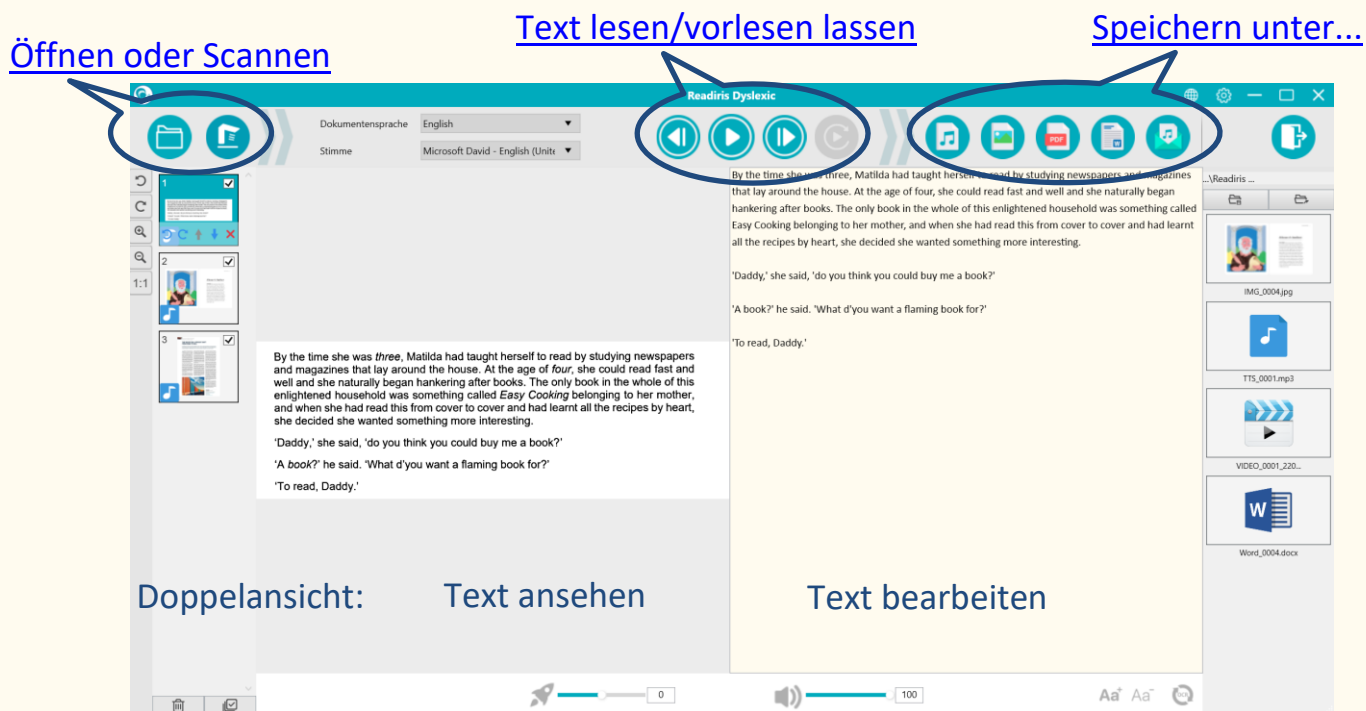 Text lesen/vorlesen lassen
Speichern unter...
Öffnen oder Scannen
Readiris Dyslexic
Dokumentensprache English
Stimme Microsoft David - English (Unite
PDF
W
1
2
3
1:1
By the time she was three, Matilda had taught herself to read by studying newspapers
and magazines that lay around the house. At the age of four, she could read fast and
well and she naturally began hankering after books. The only book in the whole of this
enlightened household was something called Easy Cooking belonging to her mother,
and when she had read this from cover to cover and had learnt all the recipes by heart,
she decided she wanted something more interesting.
‘Daddy,’ she said, ‘do you think you could buy me a book?’
‘A book?’ he said. ‘What d’you want a flaming book for?’
‘To read, Daddy.’
By the time she was three, Matilda had taught herself to read by studying newspapers and magazines
that lay around the house. At the age of four, she could read fast and well and she naturally began
hankering after books. The only book in the whole of this enlightened household was something called
Easy Cooking belonging to her mother, and when she had read this from cover to cover and had learnt
all the recipes by heart, she decided she wanted something more interesting.
'Daddy,' she said, 'do you think you could buy me a book?'
'A book?' he said. 'What d'you want a flaming book for?'
'To read, Daddy.'
...\Readiris ...
IMG_0004.jpg
TTS_0001.mp3
VIDEO_0001_220...
W
Word_0004.docx
Doppelansicht: Text ansehen Text bearbeiten
0
100
Aa+ Aa-